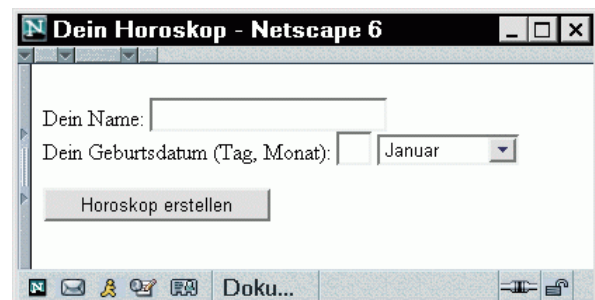 Dein Horoskop - Netscape 6
Dein Name:
Dein Geburtsdatum (Tag, Monat): Januar
Horoskop erstellen
Doku...